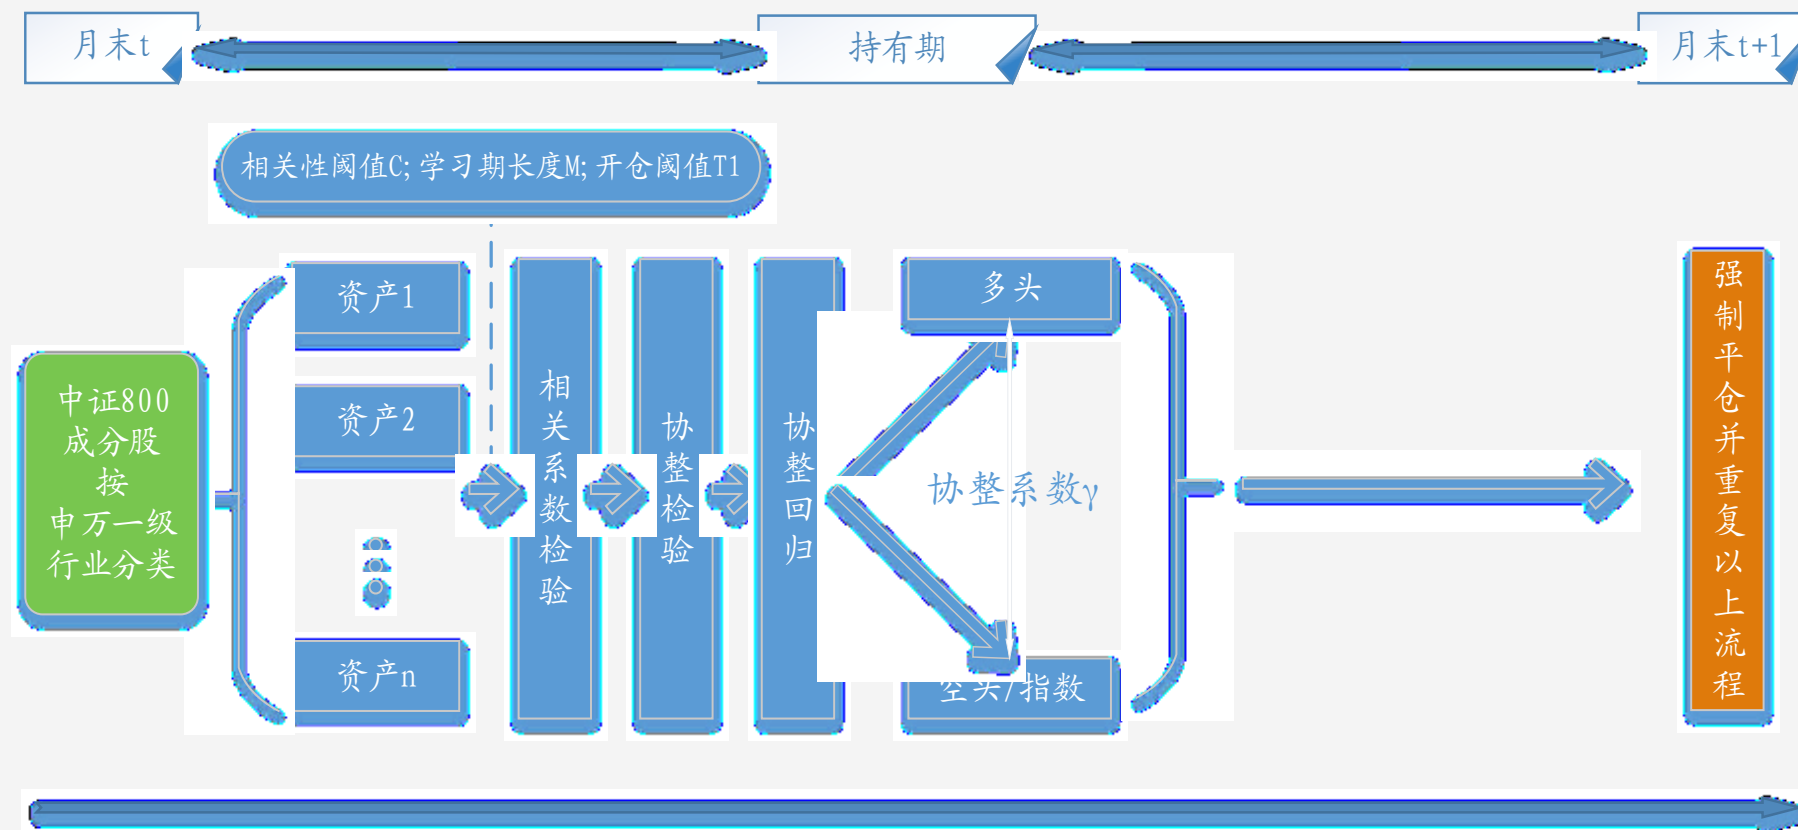 月末t
持有期
月末t+1
相关性阈值C;学习期长度M;开仓阈值T1
中证800
成分股
按
申万一级
行业分类
资产1
资产2
资产n
相关系数检验
协整检验
协整回归
多头
协整系数γ
空头/指数
强制平仓并重复以上流程